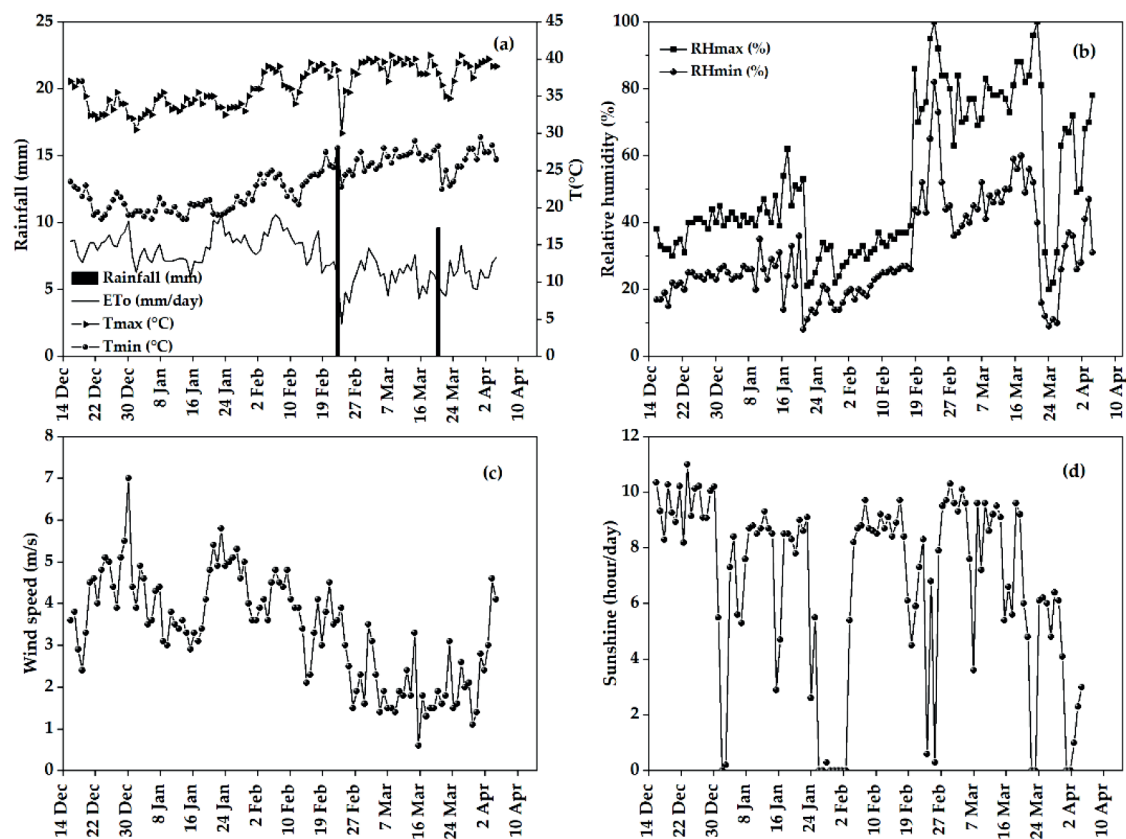 (a)
Rainfall (mm)
25
20
15
10
5
0
T(°C)
45
40
35
30
25
20
15
10
5
0
Rainfall (mm)
ETo (mm/day)
Tmax (°C)
Tmin (°C)
14 Dec
22 Dec
30 Dec
8 Jan
16 Jan
24 Jan
2 Feb
10 Feb
19 Feb
27 Feb
7 Mar
16 Mar
24 Mar
2 Apr
10 Apr
(b)
Relative humidity (%)
100
80
60
40
20
0
RHmax (%)
RHmin (%)
14 Dec
22 Dec
30 Dec
8 Jan
16 Jan
24 Jan
2 Feb
10 Feb
19 Feb
27 Feb
7 Mar
16 Mar
24 Mar
2 Apr
10 Apr
(c)
Wind speed (m/s)
8
7
6
5
4
3
2
1
0
14 Dec
22 Dec
30 Dec
8 Jan
16 Jan
24 Jan
2 Feb
10 Feb
19 Feb
27 Feb
7 Mar
16 Mar
24 Mar
2 Apr
10 Apr
(d)
Sunshine (hour/day)
12
10
8
6
4
2
0
14 Dec
22 Dec
30 Dec
8 Jan
16 Jan
24 Jan
2 Feb
10 Feb
19 Feb
27 Feb
7 Mar
16 Mar
24 Mar
2 Apr
10 Apr